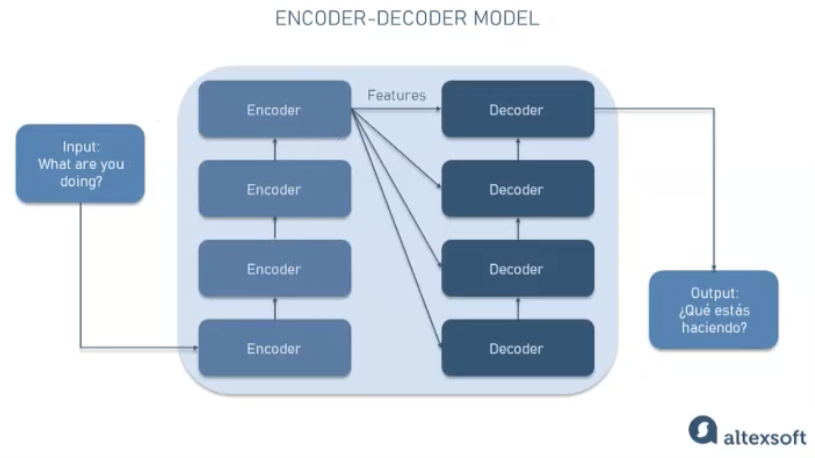 ENCODER-DECODER MODEL
Input:
What are you
doing?
Encoder
Encoder
Encoder
Encoder
Features
Decoder
Decoder
Decoder
Decoder
Output:
¿Qué estás
haciendo?
altexsoft